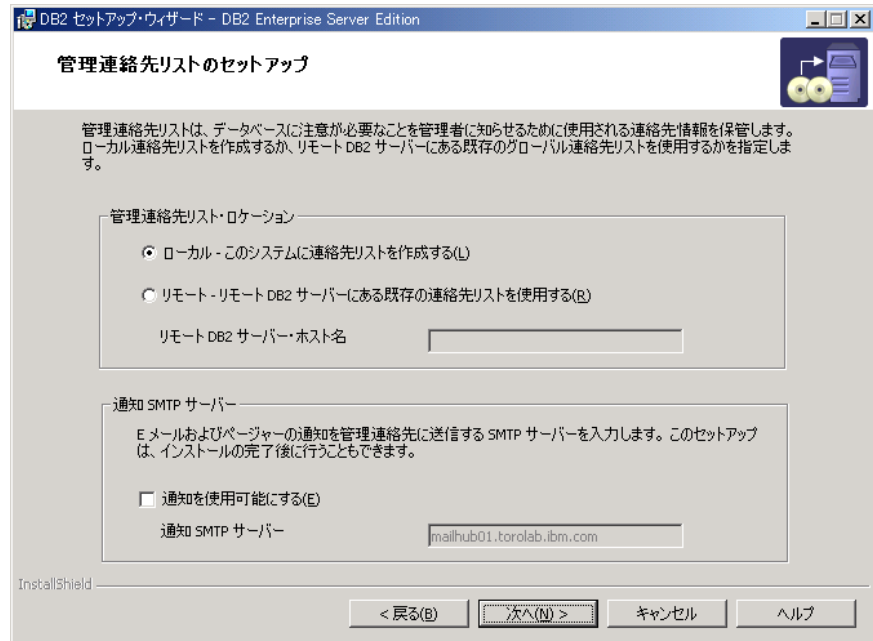 DB2 セットアップ・ウィザード - DB2 Enterprise Server Edition
管理連絡先リストのセットアップ
管理連絡先リストは、データベースに注意が必要なことを管理者に知らせるために使用される連絡先情報を保管します。
ローカル連絡先リストを作成するか、リモート DB2 サーバーにある既存のグローバル連絡先リストを使用するかを指定しま
す。
管理連絡先リスト・ロケーション
ローカル - このシステムに連絡先リストを作成する(L)
リモート - リモート DB2 サーバーにある既存の連絡先リストを使用する(R)
リモート DB2 サーバー・ホスト名
通知 SMTP サーバー
E メールおよびページャーの通知を管理連絡先に送信する SMTP サーバーを入力します。このセットアップ
は、インストールの完了後に行うこともできます。
通知を使用可能にする(E)
通知 SMTP サーバー
mailhub01.torolab.ibm.com
InstallShield
< 戻る(B)
次へ(N) >
キャンセル
ヘルプ